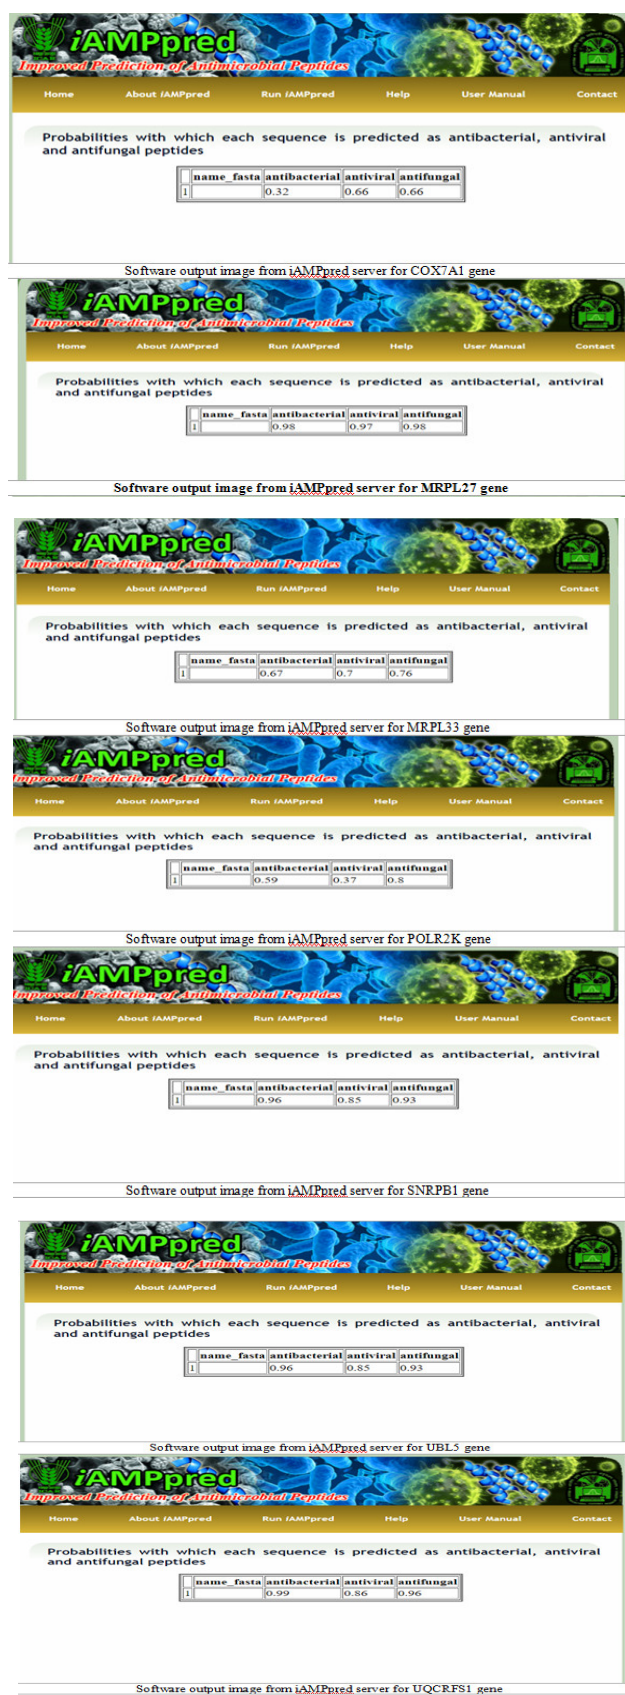 iAMPpred
Improved Prediction of Antimicrobial Peptides
Home About iAMPpred Run iAMPpred Help User Manual Contact
Probabilities with which each sequence is predicted as antibacterial, antiviral
and antifungal peptides
name_fasta antibacterial antiviral antifungal
1 0.32 0.66 0.66
Software output image from iAMPpred server for COX7A1 gene
iAMPpred
Improved Prediction of Antimicrobial Peptides
Home About iAMPpred Run iAMPpred Help User Manual Contact
Probabilities with which each sequence is predicted as antibacterial, antiviral
and antifungal peptides
name_fasta antibacterial antiviral antifungal
1 0.98 0.97 0.98
Software output image from iAMPpred server for MRPL27 gene
iAMPpred
Improved Prediction of Antimicrobial Peptides
Home About iAMPpred Run iAMPpred Help User Manual Contact
Probabilities with which each sequence is predicted as antibacterial, antiviral
and antifungal peptides
name_fasta antibacterial antiviral antifungal
1 0.67 0.7 0.76
Software output image from iAMPpred server for MRPL33 gene
iAMPpred
Improved Prediction of Antimicrobial Peptides
Home About iAMPpred Run iAMPpred Help User Manual Contact
Probabilities with which each sequence is predicted as antibacterial, antiviral
and antifungal peptides
name_fasta antibacterial antiviral antifungal
1 0.59 0.37 0.8
Software output image from iAMPpred server for POLR2K gene
iAMPpred
Improved Prediction of Antimicrobial Peptides
Home About iAMPpred Run iAMPpred Help User Manual Contact
Probabilities with which each sequence is predicted as antibacterial, antiviral
and antifungal peptides
name_fasta antibacterial antiviral antifungal
1 0.96 0.85 0.93
Software output image from iAMPpred server for SNRPB1 gene
iAMPpred
Improved Prediction of Antimicrobial Peptides
Home About iAMPpred Run iAMPpred Help User Manual Contact
Probabilities with which each sequence is predicted as antibacterial, antiviral
and antifungal peptides
name_fasta antibacterial antiviral antifungal
1 0.96 0.85 0.93
Software output image from iAMPpred server for UBL5 gene
iAMPpred
Improved Prediction of Antimicrobial Peptides
Home About iAMPpred Run iAMPpred Help User Manual Contact
Probabilities with which each sequence is predicted as antibacterial, antiviral
and antifungal peptides
name_fasta antibacterial antiviral antifungal
1 0.99 0.86 0.96
Software output image from iAMPpred server for UQCRFS1 gene